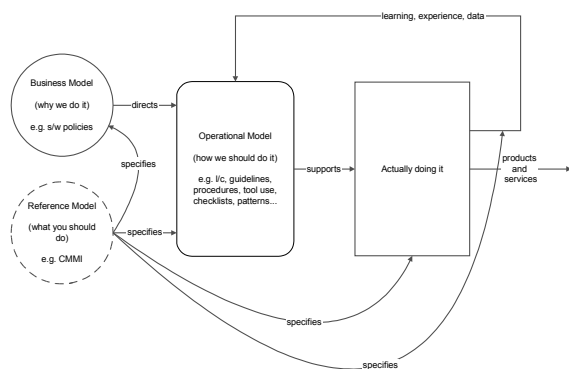 learning, experience, data
Business Model
(why we do it)
e.g. s/w policies
directs
Operational Model
(how we should do it)
e.g. l/c, guidelines,
procedures, tool use,
checklists, patterns...
supports
Actually doing it
products
and
services
specifies
Reference Model
(what you should
do)
e.g. CMMI
specifies
specifies
specifies